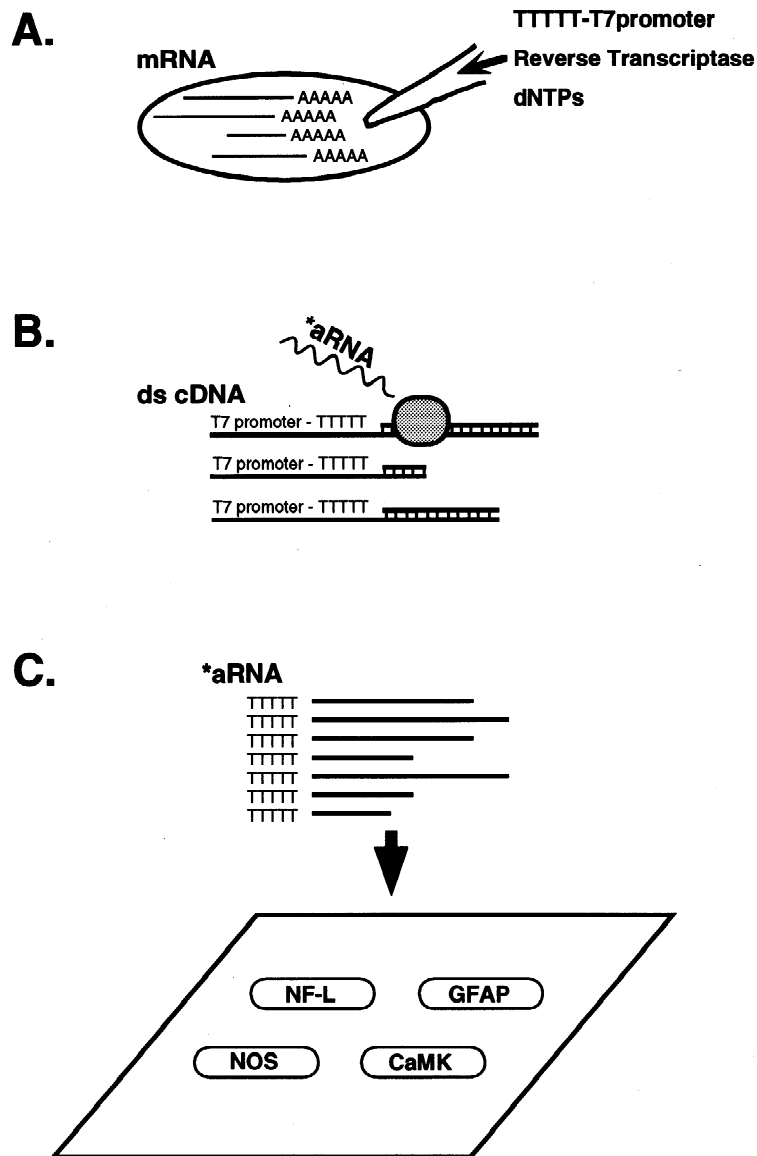 A.
TTTTT-T7promoter
mRNA
Reverse Transcriptase
dNTPs
AAAAA
AAAAA
AAAAA
AAAAA
B.
*aRNA
ds cDNA
T7 promoter - TTTTT
T7 promoter - TTTTT
T7 promoter - TTTTT
C.
*aRNA
TTTTT
TTTTT
TTTTT
TTTTT
TTTTT
TTTTT
TTTTT
NF-L
GFAP
NOS
CaMK